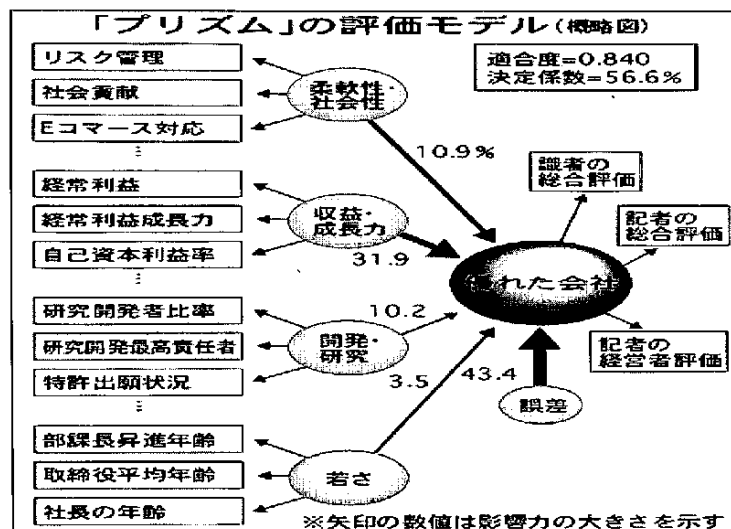 「プリズム」の評価モデル(概略図)
リスク管理
社会貢献
Eコマース対応
⋮
柔軟性・
社会性
適合度=0.840
決定係数=56.6%
10.9%
識者の
総合評価
経常利益
経常利益成長力
自己資本利益率
⋮
収益・
成長力
31.9
記者の
総合評価
優れた会社
研究開発者比率
研究開発最高責任者
特許出願状況
⋮
開発・
研究
10.2
記者の
経営者評価
3.5
43.4
誤差
部課長昇進年齢
取締役平均年齢
社長の年齢
若さ
※矢印の数値は影響力の大きさを示す